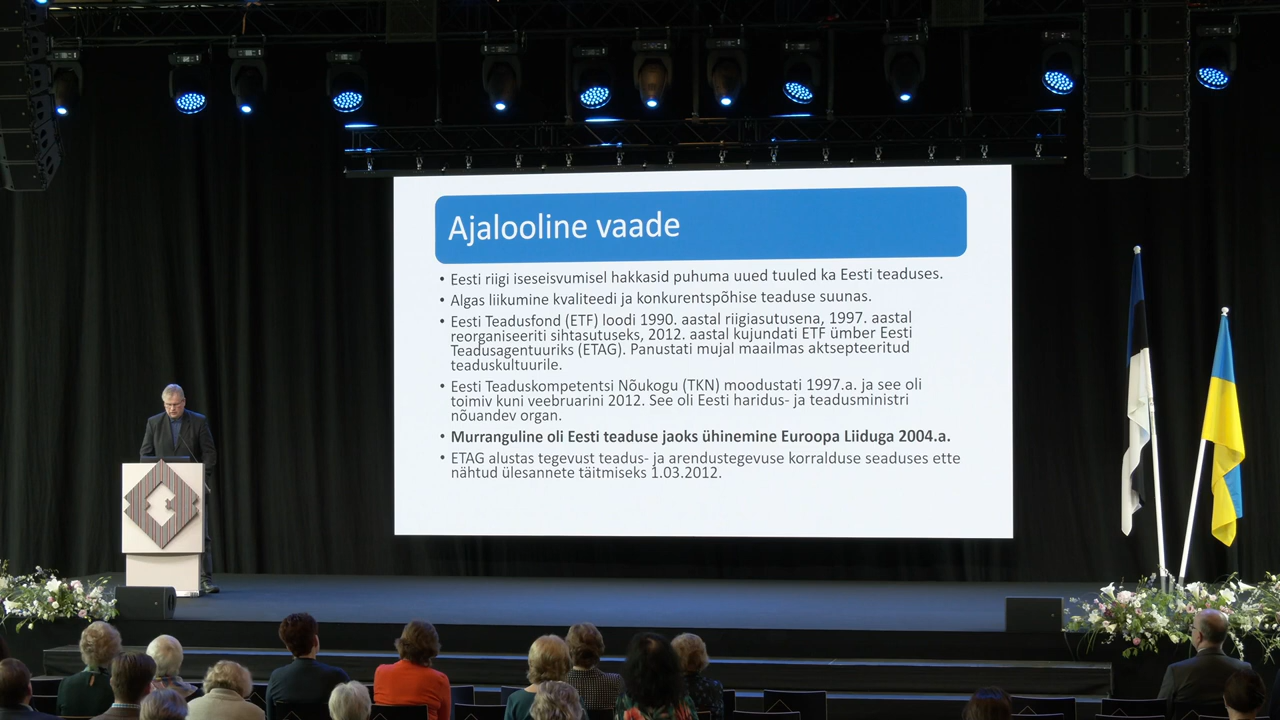 Ajalooline vaade
• Eesti riigi iseseisvumisel hakkasid puhuma uued tuuled ka Eesti teaduses.
• Algas liikumine kvaliteedi ja konkurentspõhise teaduse suunas.
• Eesti Teadusfond (ETF) loodi 1990. aastal riigiasutusena, 1997. aastal
reorganiseeriti sihtasutuseks, 2012. aastal kujundati ETF ümber Eesti
Teadusagentuuriks (ETAG). Panustati mujal maailmas aktsepteeritud
teaduskultuurile.
• Eesti Teaduskompetentsi Nõukogu (TKN) moodustati 1997.a. ja see oli
toimiv kuni veebruarini 2012. See oli Eesti haridus- ja teadusministri
nõuandev organ.
• Murranguline oli Eesti teaduse jaoks ühinemine Euroopa Liiduga 2004.a.
• ETAG alustas tegevust teadus- ja arendustegevuse korralduse seaduses ette
nähtud ülesannete täitmiseks 1.03.2012.